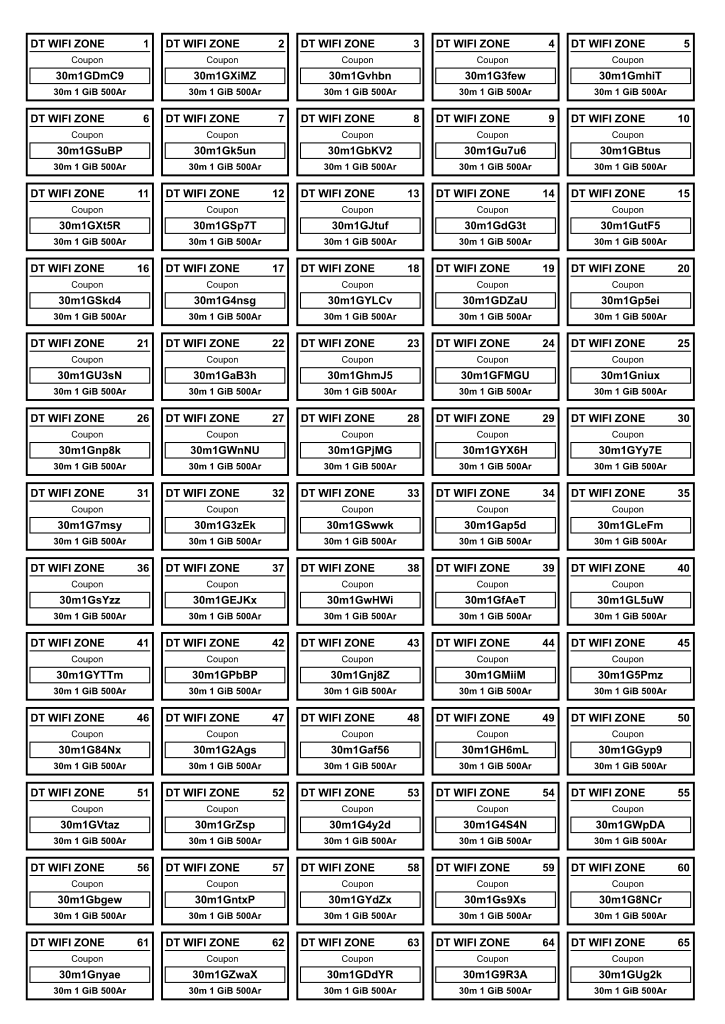 DT WIFI ZONE 1
Coupon
30m1GDmC9
30m 1 GiB 500Ar
DT WIFI ZONE 2
Coupon
30m1GXiMZ
30m 1 GiB 500Ar
DT WIFI ZONE 3
Coupon
30m1Gvhbn
30m 1 GiB 500Ar
DT WIFI ZONE 4
Coupon
30m1G3few
30m 1 GiB 500Ar
DT WIFI ZONE 5
Coupon
30m1GmhiT
30m 1 GiB 500Ar
DT WIFI ZONE 6
Coupon
30m1GSuBP
30m 1 GiB 500Ar
DT WIFI ZONE 7
Coupon
30m1Gk5un
30m 1 GiB 500Ar
DT WIFI ZONE 8
Coupon
30m1GbKV2
30m 1 GiB 500Ar
DT WIFI ZONE 9
Coupon
30m1Gu7u6
30m 1 GiB 500Ar
DT WIFI ZONE 10
Coupon
30m1GBtus
30m 1 GiB 500Ar
DT WIFI ZONE 11
Coupon
30m1GXt5R
30m 1 GiB 500Ar
DT WIFI ZONE 12
Coupon
30m1GSp7T
30m 1 GiB 500Ar
DT WIFI ZONE 13
Coupon
30m1GJtuf
30m 1 GiB 500Ar
DT WIFI ZONE 14
Coupon
30m1GdG3t
30m 1 GiB 500Ar
DT WIFI ZONE 15
Coupon
30m1GutF5
30m 1 GiB 500Ar
DT WIFI ZONE 16
Coupon
30m1GSkd4
30m 1 GiB 500Ar
DT WIFI ZONE 17
Coupon
30m1G4nsg
30m 1 GiB 500Ar
DT WIFI ZONE 18
Coupon
30m1GYLCv
30m 1 GiB 500Ar
DT WIFI ZONE 19
Coupon
30m1GDZaU
30m 1 GiB 500Ar
DT WIFI ZONE 20
Coupon
30m1Gp5ei
30m 1 GiB 500Ar
DT WIFI ZONE 21
Coupon
30m1GU3sN
30m 1 GiB 500Ar
DT WIFI ZONE 22
Coupon
30m1GaB3h
30m 1 GiB 500Ar
DT WIFI ZONE 23
Coupon
30m1GhmJ5
30m 1 GiB 500Ar
DT WIFI ZONE 24
Coupon
30m1GFMGU
30m 1 GiB 500Ar
DT WIFI ZONE 25
Coupon
30m1Gniux
30m 1 GiB 500Ar
DT WIFI ZONE 26
Coupon
30m1Gnp8k
30m 1 GiB 500Ar
DT WIFI ZONE 27
Coupon
30m1GWnNU
30m 1 GiB 500Ar
DT WIFI ZONE 28
Coupon
30m1GPjMG
30m 1 GiB 500Ar
DT WIFI ZONE 29
Coupon
30m1GYX6H
30m 1 GiB 500Ar
DT WIFI ZONE 30
Coupon
30m1GYy7E
30m 1 GiB 500Ar
DT WIFI ZONE 31
Coupon
30m1G7msy
30m 1 GiB 500Ar
DT WIFI ZONE 32
Coupon
30m1G3zEk
30m 1 GiB 500Ar
DT WIFI ZONE 33
Coupon
30m1GSwwk
30m 1 GiB 500Ar
DT WIFI ZONE 34
Coupon
30m1Gap5d
30m 1 GiB 500Ar
DT WIFI ZONE 35
Coupon
30m1GLeFm
30m 1 GiB 500Ar
DT WIFI ZONE 36
Coupon
30m1GsYzz
30m 1 GiB 500Ar
DT WIFI ZONE 37
Coupon
30m1GEJKx
30m 1 GiB 500Ar
DT WIFI ZONE 38
Coupon
30m1GwHWi
30m 1 GiB 500Ar
DT WIFI ZONE 39
Coupon
30m1GfAeT
30m 1 GiB 500Ar
DT WIFI ZONE 40
Coupon
30m1GL5uW
30m 1 GiB 500Ar
DT WIFI ZONE 41
Coupon
30m1GYTTm
30m 1 GiB 500Ar
DT WIFI ZONE 42
Coupon
30m1GPbBP
30m 1 GiB 500Ar
DT WIFI ZONE 43
Coupon
30m1Gnj8Z
30m 1 GiB 500Ar
DT WIFI ZONE 44
Coupon
30m1GMiiM
30m 1 GiB 500Ar
DT WIFI ZONE 45
Coupon
30m1G5Pmz
30m 1 GiB 500Ar
DT WIFI ZONE 46
Coupon
30m1G84Nx
30m 1 GiB 500Ar
DT WIFI ZONE 47
Coupon
30m1G2Ags
30m 1 GiB 500Ar
DT WIFI ZONE 48
Coupon
30m1Gaf56
30m 1 GiB 500Ar
DT WIFI ZONE 49
Coupon
30m1GH6mL
30m 1 GiB 500Ar
DT WIFI ZONE 50
Coupon
30m1GGyp9
30m 1 GiB 500Ar
DT WIFI ZONE 51
Coupon
30m1GVtaz
30m 1 GiB 500Ar
DT WIFI ZONE 52
Coupon
30m1GrZsp
30m 1 GiB 500Ar
DT WIFI ZONE 53
Coupon
30m1G4y2d
30m 1 GiB 500Ar
DT WIFI ZONE 54
Coupon
30m1G4S4N
30m 1 GiB 500Ar
DT WIFI ZONE 55
Coupon
30m1GWpDA
30m 1 GiB 500Ar
DT WIFI ZONE 56
Coupon
30m1Gbgew
30m 1 GiB 500Ar
DT WIFI ZONE 57
Coupon
30m1GntxP
30m 1 GiB 500Ar
DT WIFI ZONE 58
Coupon
30m1GYdZx
30m 1 GiB 500Ar
DT WIFI ZONE 59
Coupon
30m1Gs9Xs
30m 1 GiB 500Ar
DT WIFI ZONE 60
Coupon
30m1G8NCr
30m 1 GiB 500Ar
DT WIFI ZONE 61
Coupon
30m1Gnyae
30m 1 GiB 500Ar
DT WIFI ZONE 62
Coupon
30m1GZwaX
30m 1 GiB 500Ar
DT WIFI ZONE 63
Coupon
30m1GDdYR
30m 1 GiB 500Ar
DT WIFI ZONE 64
Coupon
30m1G9R3A
30m 1 GiB 500Ar
DT WIFI ZONE 65
Coupon
30m1GUg2k
30m 1 GiB 500Ar